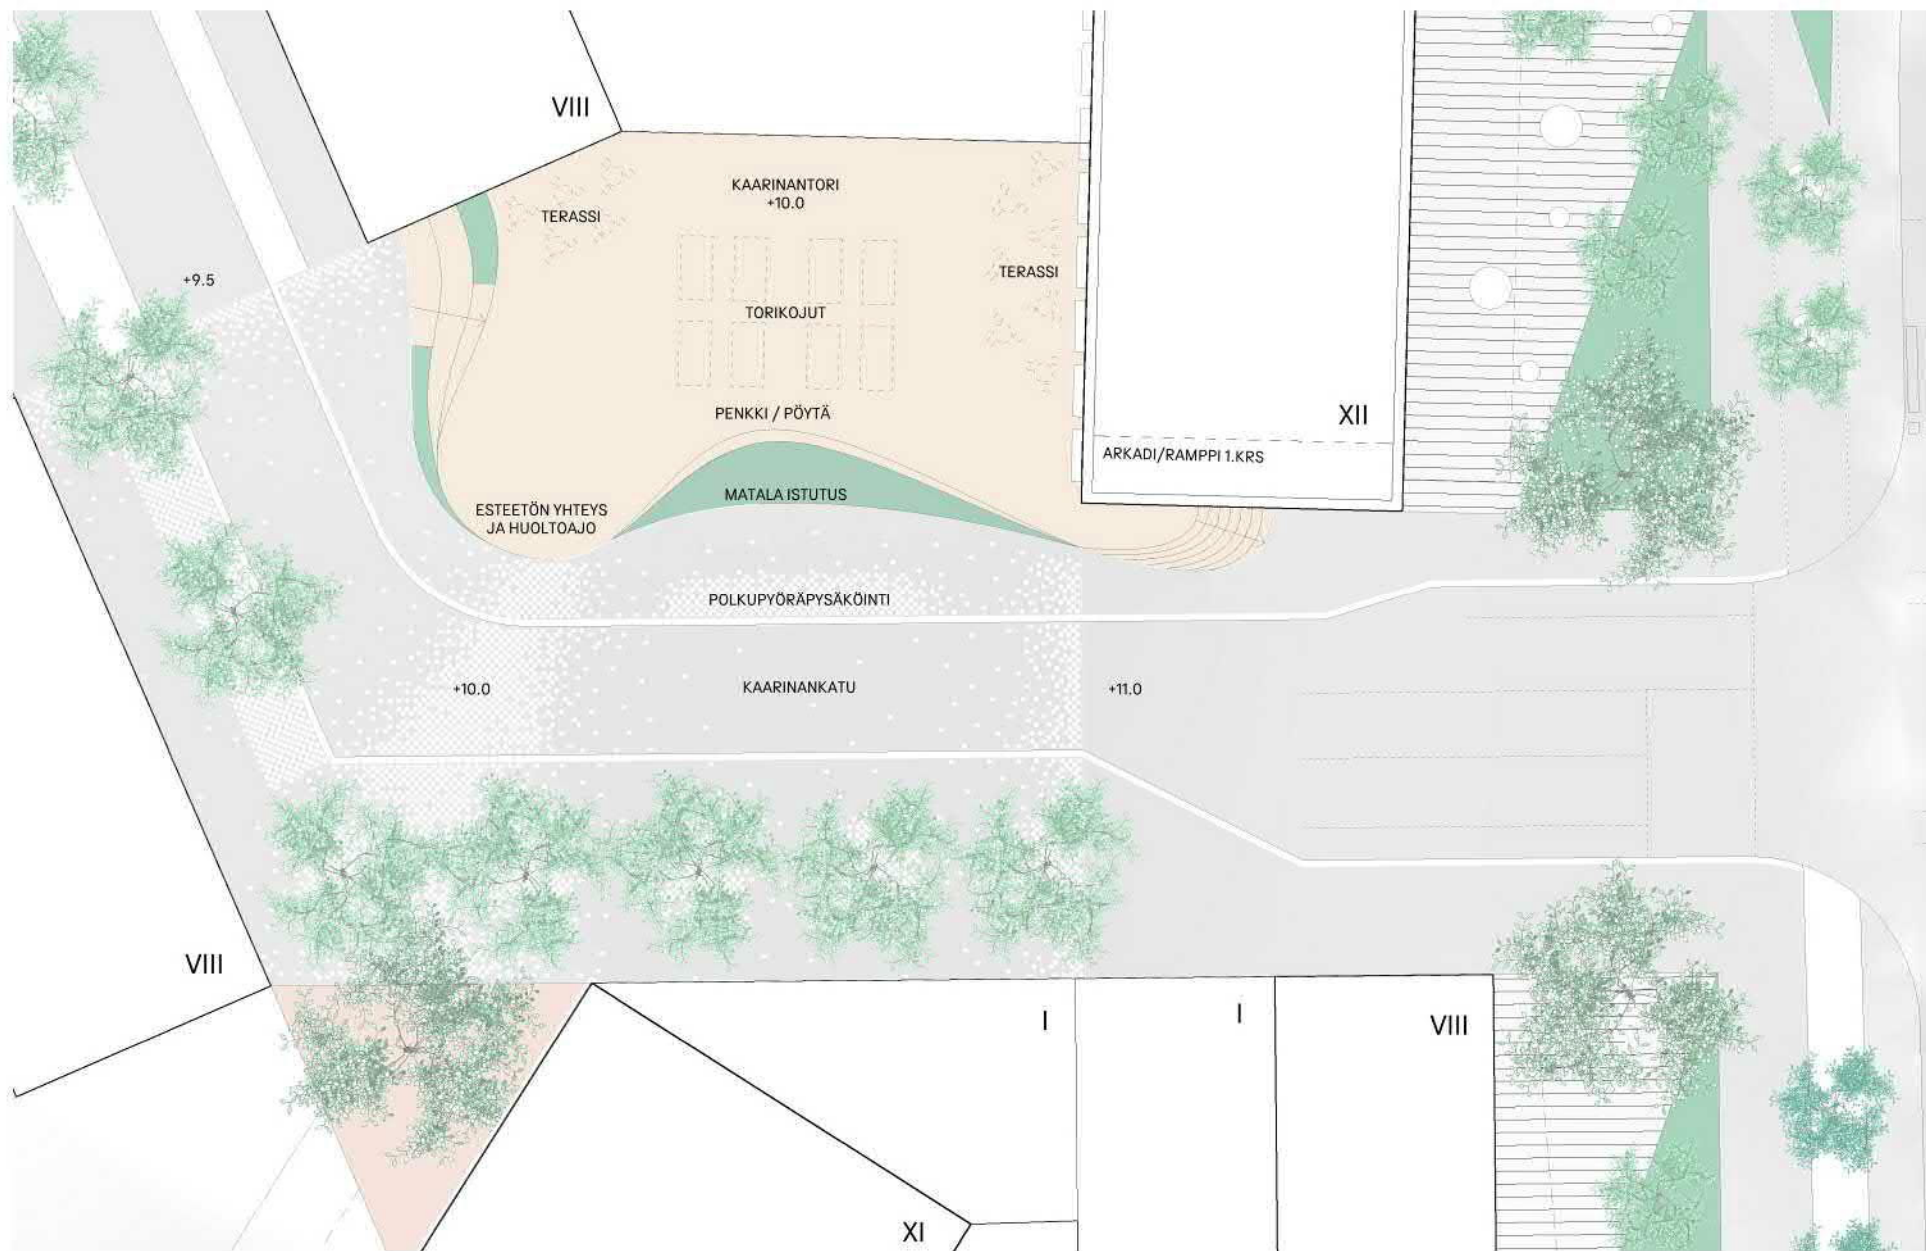 VIII
KAARINANTORI
+10.0
TERASSI
TERASSI
+9.5
TORIKOJUT
PENKKI / PÖYTÄ
XII
ARKADI/RAMPPI 1.KRS
MATALA ISTUTUS
ESTEETÖN YHTEYS
JA HUOLTOAJO
POLKUPYÖRÄPYSÄKÖINTI
+10.0
KAARINANKATU
+11.0
VIII
I
I
VIII
XI